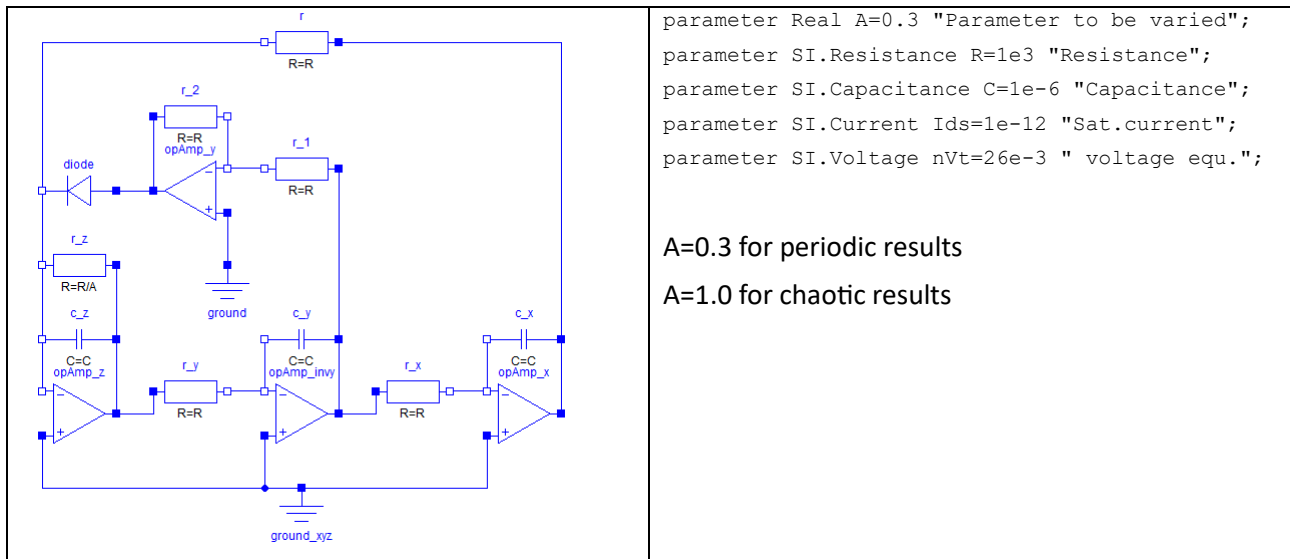 r
R=R
r_2
R=R
opAmp_y
r_1
R=R
diode
-
+
r_z
R=R/A
ground
c_z
C=C
opAmp_z
-
+
r_y
R=R
c_y
C=C
opAmp_invy
-
+
r_x
R=R
c_x
C=C
opAmp_x
-
+
ground_xyz
parameter Real A=0.3 "Parameter to be varied";
parameter SI.Resistance R=1e3 "Resistance";
parameter SI.Capacitance C=1e-6 "Capacitance";
parameter SI.Current Ids=1e-12 "Sat.current";
parameter SI.Voltage nVt=26e-3 " voltage equ.";
A=0.3 for periodic results
A=1.0 for chaotic results